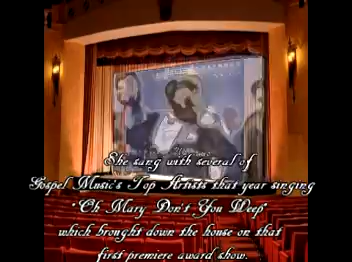 She sang with several of
Gospel Music's Top Artists that year singing
"Oh Mary Don't You Weep"
which brought down the house on that
first premiere award show.